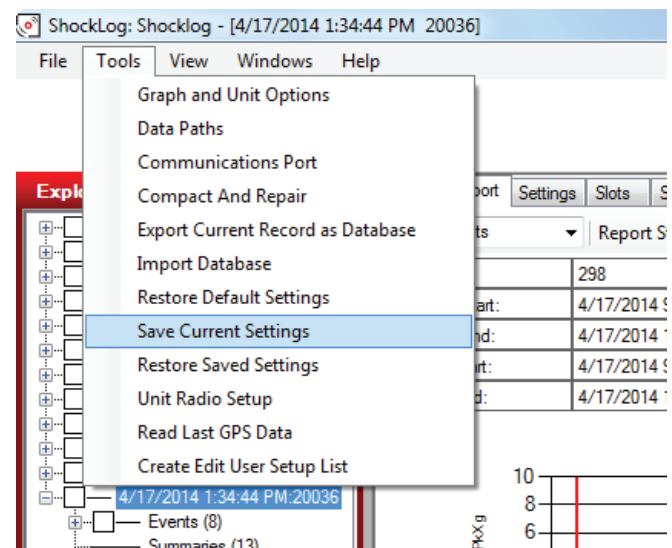 ShockLog: Shocklog - [4/17/2014 1:34:44 PM 20036]
File Tools View Windows Help
Graph and Unit Options
Data Paths
Communications Port
Compact And Repair
Export Current Record as Database
Import Database
Restore Default Settings
Save Current Settings
Restore Saved Settings
Unit Radio Setup
Read Last GPS Data
Create Edit User Setup List
Settings Slots
298
4/17/2014
4/17/2014
4/17/2014
4/17/2014
4/17/2014 1:34:44 PM:20036
Events (8)
Summaries (13)
10
8
6